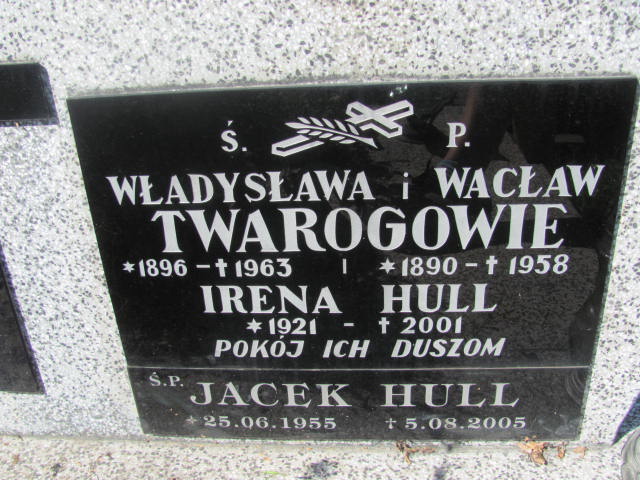 Ś. P.
WŁADYSŁAWA i WACŁAW
TWAROGOWIE
*1896 - †1963 | *1890 - † 1958
IRENA HULL
*1921 - † 2001
POKÓJ ICH DUSZOM
Ś.P. JACEK HULL
*25.06.1955 †5.08.2005